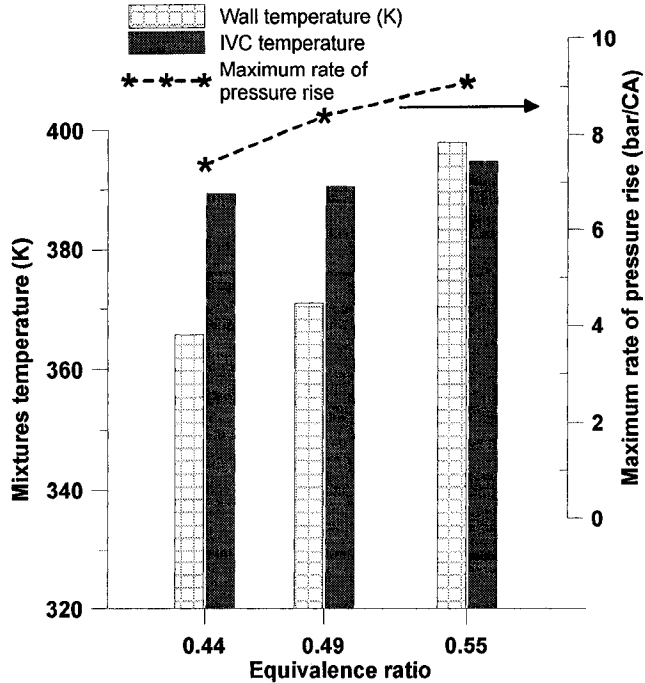 Wall temperature (K)
IVC temperature
Maximum rate of
pressure rise
10
8
6
4
2
0
Maximum rate of pressure rise (bar/CA)
400
380
360
340
320
Mixtures temperature (K)
0.44
0.49
0.55
Equivalence ratio